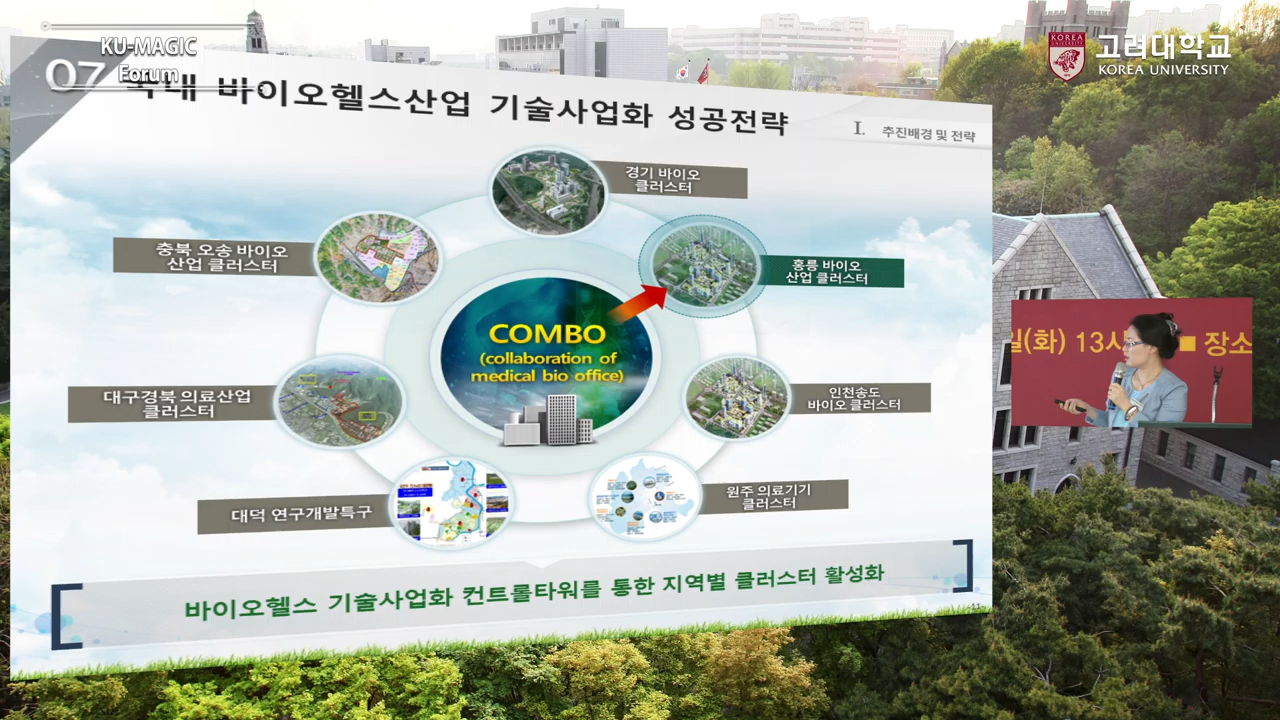 KU-MAGIC
Forum
07
국내 바이오헬스산업 기술사업화 성공전략
I. 추진배경 및 전략
고려대학교
KOREA UNIVERSITY
KOREA
경기 바이오
클러스터
충북 오송 바이오
산업 클러스터
홍릉 바이오
산업 클러스터
COMBO
(collaboration of
medical bio office)
대구경북 의료산업
클러스터
인천송도
바이오 클러스터
대덕 연구개발특구
원주 의료기기
클러스터
바이오헬스 기술사업화 컨트롤타워를 통한 지역별 클러스터 활성화
11
일(화) 13시
■ 장소